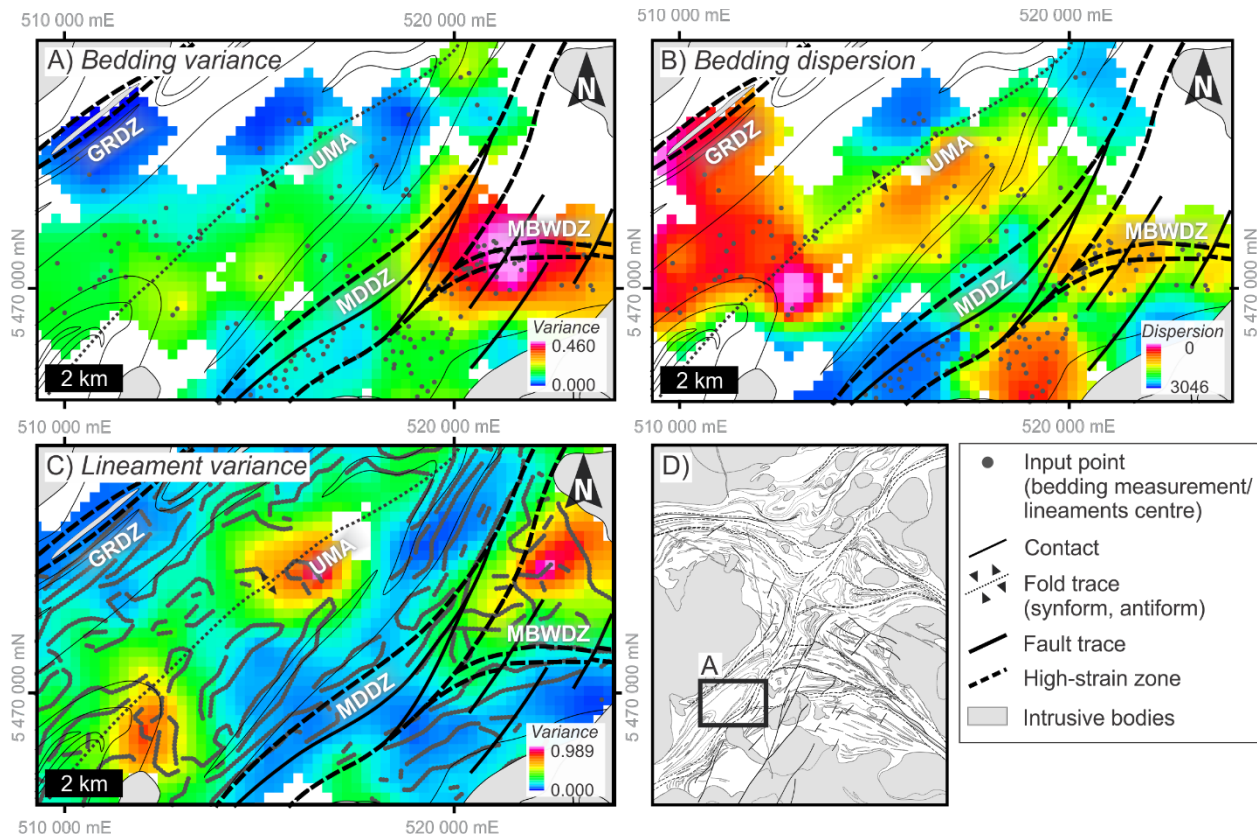 510 000 mE
520 000 mE
510 000 mE
520 000 mE
A) Bedding variance
N
GRDZ
UMA
MBWDZ
MDDZ
5 470 000 mN
Variance
0.460
0.000
2 km
B) Bedding dispersion
N
GRDZ
UMA
MBWDZ
MDDZ
5 470 000 mN
Dispersion
0
3046
2 km
510 000 mE
520 000 mE
510 000 mE
520 000 mE
C) Lineament variance
N
GRDZ
UMA
MBWDZ
MDDZ
5 470 000 mN
5 470 000 mN
Variance
0.989
0.000
2 km
510 000 mE
520 000 mE
D)
A
Input point
(bedding measurement/
lineaments centre)
Contact
Fold trace
(synform, antiform)
Fault trace
High-strain zone
Intrusive bodies